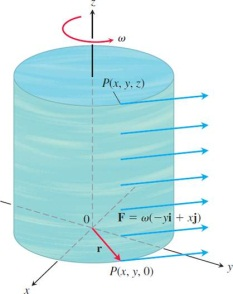 z
ω
P(x, y, z)
0
F = ω(−yi + xj)
r
P(x, y, 0)
x
y